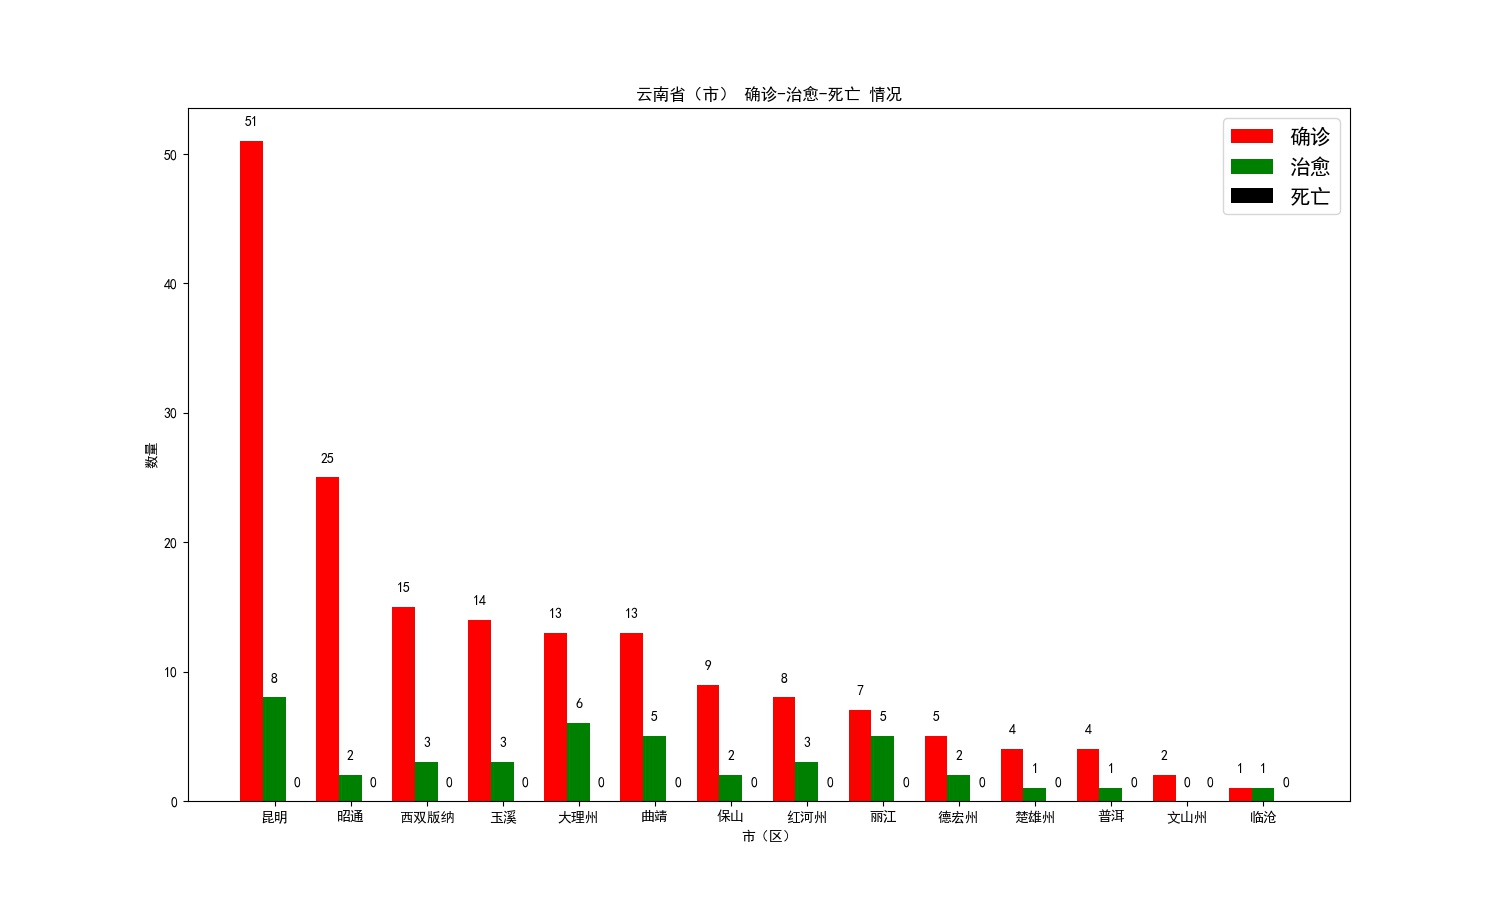 云南省（市） 确诊-治愈-死亡 情况
确诊
治愈
死亡
数量
50
40
30
20
10
0
51 8 0
25 2 0
15 3 0
14 3 0
13 6 0
13 5 0
9 2 0
8 3 0
7 5 0
5 2 0
4 1 0
4 1 0
2 0 0
1 1 0
昆明 昭通 西双版纳 玉溪 大理州 曲靖 保山 红河州 丽江 德宏州 楚雄州 普洱 文山州 临沧
市（区）